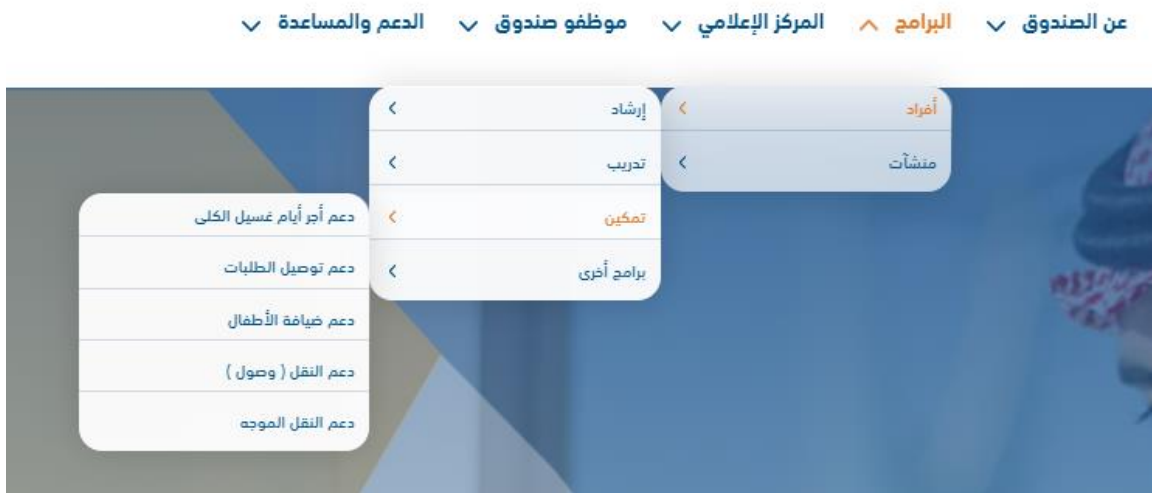 عن الصندوق
البرامج
المركز الإعلامي
موظفو صندوق
الدعم والمساعدة
أفراد
منشآت
إرشاد
تدريب
تمكين
برامج أخرى
دعم أجر أيام غسيل الكلى
دعم توصيل الطلبات
دعم ضيافة الأطفال
دعم النقل ( وصول )
دعم النقل الموجه